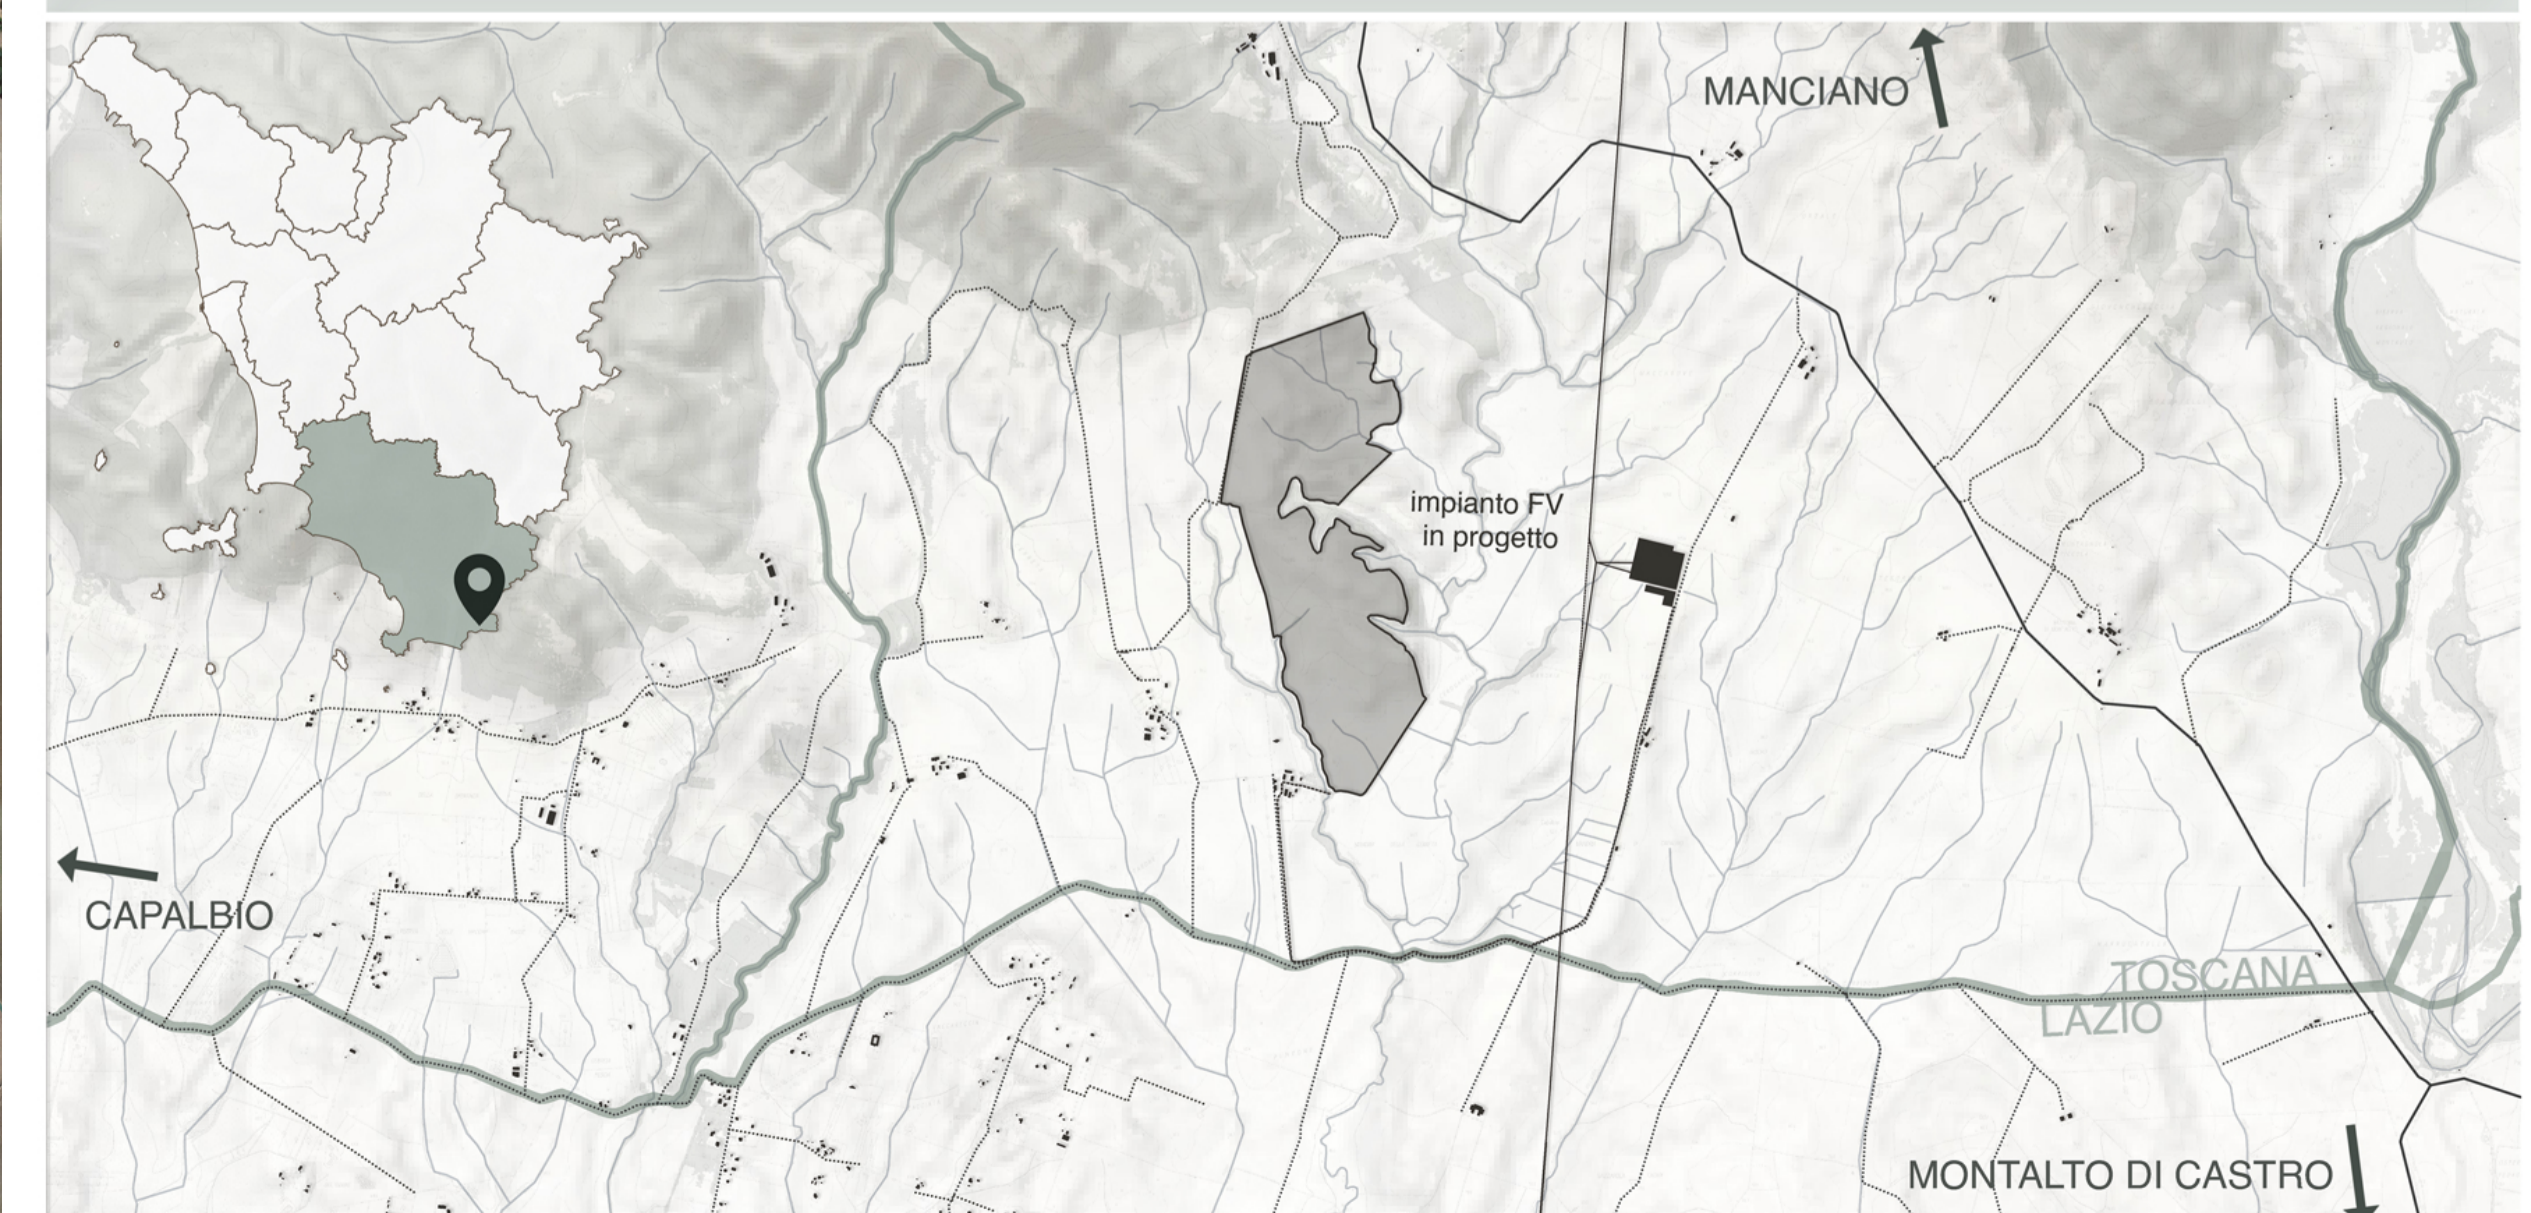 MANCIANO
impianto FV
in progetto
CAPALBIO
TOSCANA
LAZIO
MONTALTO DI CASTRO